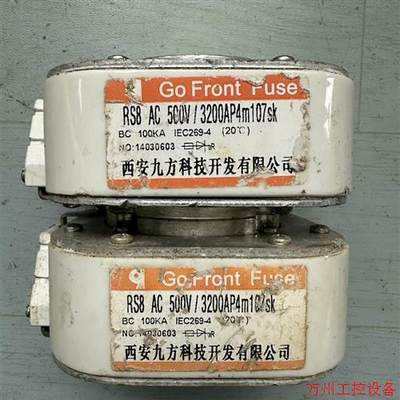 Go Front Fuse
RS8 AC 500V/3200AP4m107sk
BC 100KA IEC269-4 (20℃)
NO:14030603 R
西安九方科技开发有限公司
Go Front Fuse
RS8 AC 500V/3200AP4m107sk
BC 100KA IEC269-4 (20℃)
NO:14030603 R
西安九方科技开发有限公司
万州工控设备